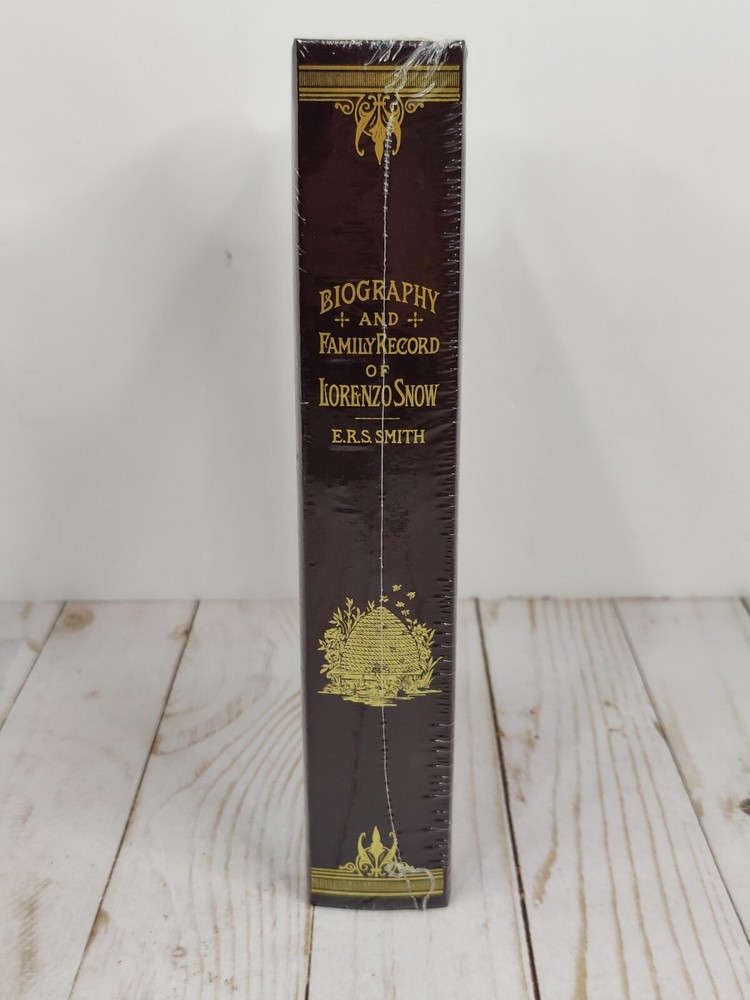 BIOGRAPHY
AND
FAMILY RECORD
OF
LORENZO SNOW
E.R.S. SMITH